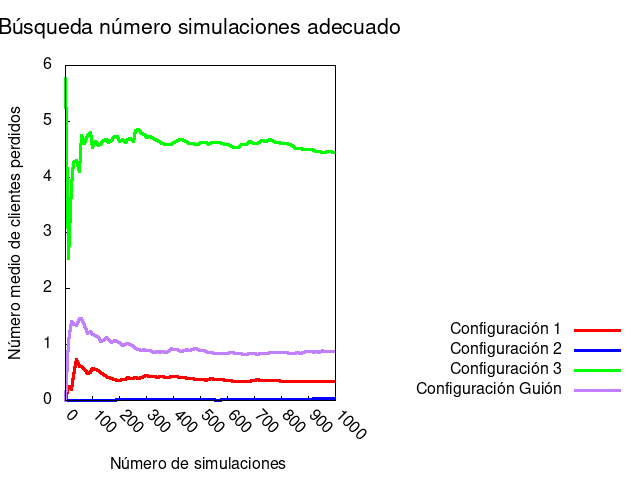 Búsqueda número simulaciones adecuado
Número medio de clientes perdidos
6
5
4
3
2
1
0
0 100 200 300 400 500 600 700 800 900 1000
Número de simulaciones
Configuración 1
Configuración 2
Configuración 3
Configuración Guión